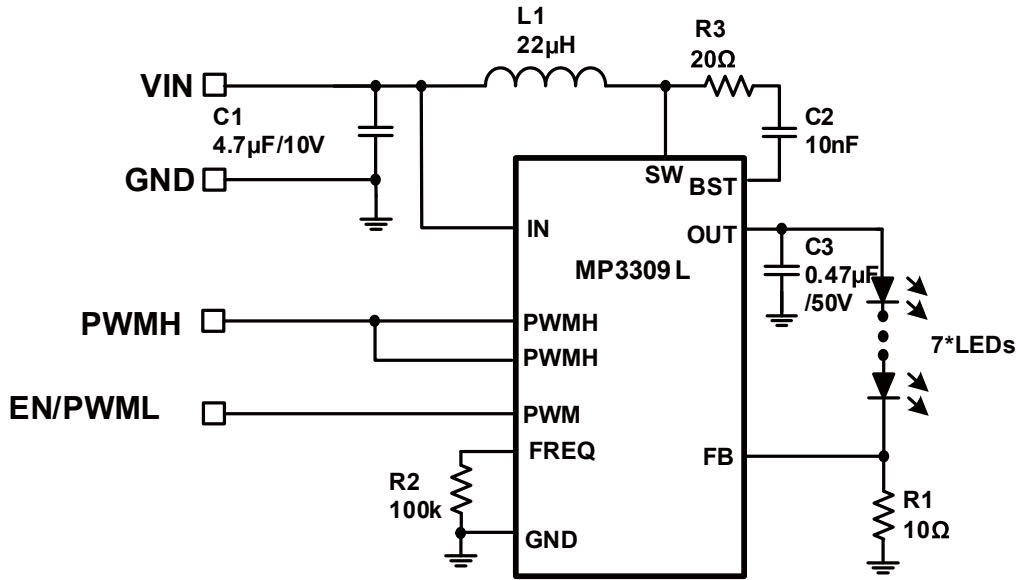 L1
22µH
R3
20Ω
VIN
C1
4.7µF/10V
C2
10nF
GND
SW
BST
IN
OUT
MP3309L
C3
0.47µF
/50V
PWMH
PWMH
PWMH
7*LEDs
EN/PWML
PWM
FREQ
FB
R2
100k
R1
10Ω
GND